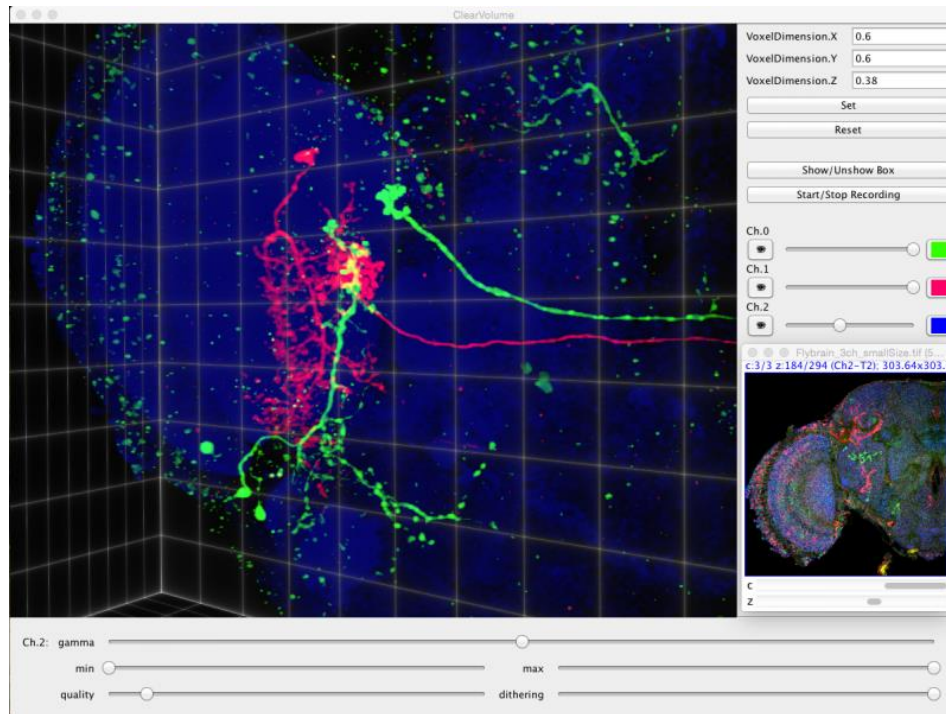 ClearVolume
VoxelDimension.X 0.6
VoxelDimension.Y 0.6
VoxelDimension.Z 0.38
Set
Reset
Show/Unshow Box
Start/Stop Recording
Ch.0
Ch.1
Ch.2
Flybrain_3ch_smallSize.tif (5...
c:3/3 z:184/294 (Ch2-T2); 303.64x303.
c
z
Ch.2: gamma
min max
quality dithering